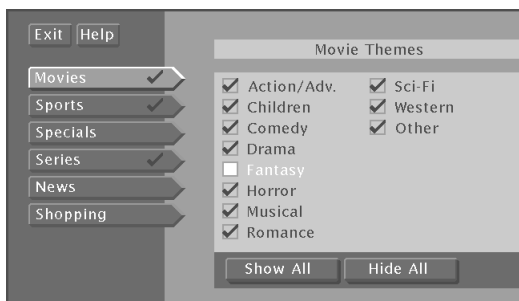 Exit Help
Movies
Sports
Specials
Series
News
Shopping
Movie Themes
Action/Adv.
Children
Comedy
Drama
Fantasy
Horror
Musical
Romance
Sci-Fi
Western
Other
Show All Hide All